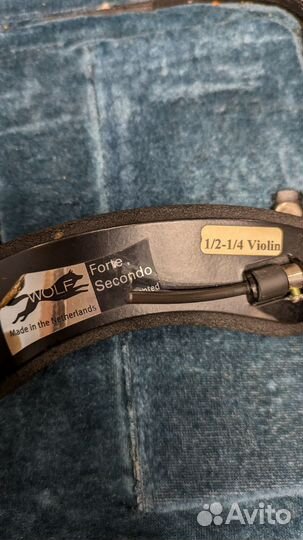 1/2-1/4 Violin
WOLF
Forte
Secondo
Made in the Netherlands
Avito